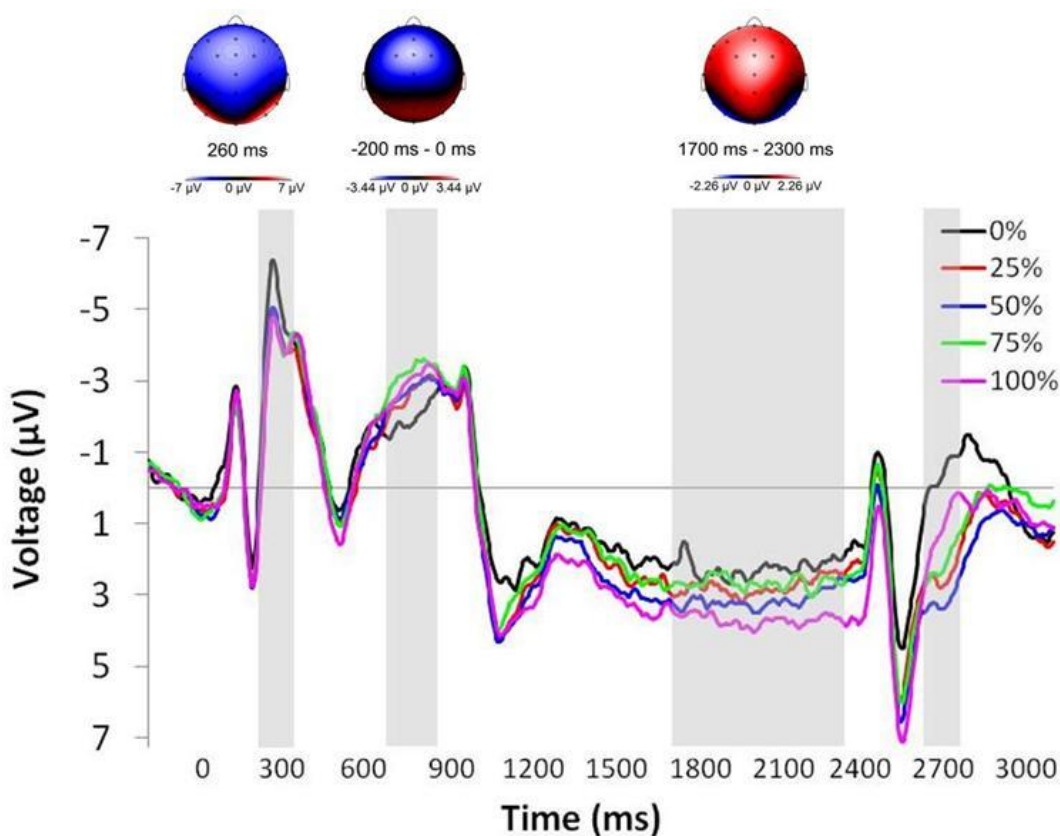 260 ms
-7 µV 0 µV 7 µV
-200 ms - 0 ms
-3.44 µV 0 µV 3.44 µV
1700 ms - 2300 ms
-2.26 µV 0 µV 2.26 µV
Voltage (µV)
-7
-5
-3
-1
1
3
5
7
0%
25%
50%
75%
100%
0 300 600 900 1200 1500 1800 2100 2400 2700 3000
Time (ms)